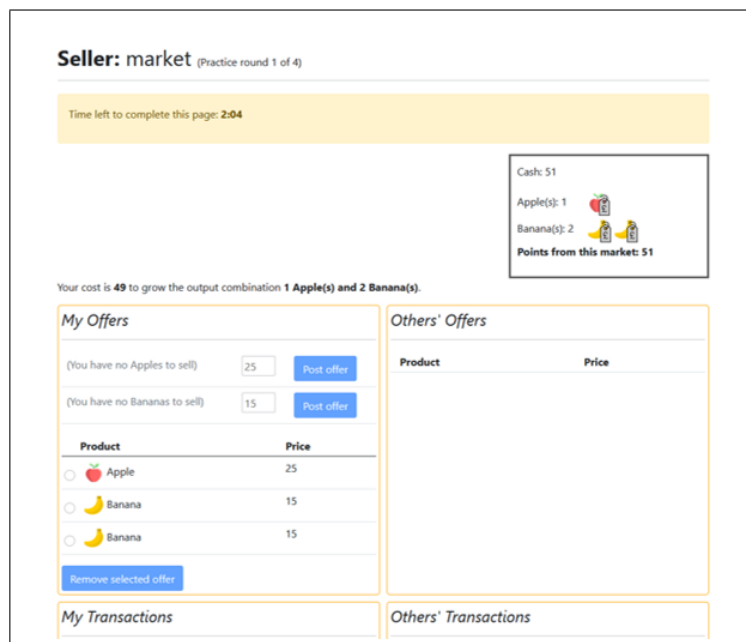 Seller: market (Practice round 1 of 4)
Time left to complete this page: 2:04
Cash: 51
Apple(s): 1
Banana(s): 2
Points from this market: 51
Your cost is 49 to grow the output combination 1 Apple(s) and 2 Banana(s).
My Offers
(You have no Apples to sell) 25 Post offer
(You have no Bananas to sell) 15 Post offer
Product Price
Apple 25
Banana 15
Banana 15
Remove selected offer
Others' Offers
Product Price
My Transactions
Others' Transactions